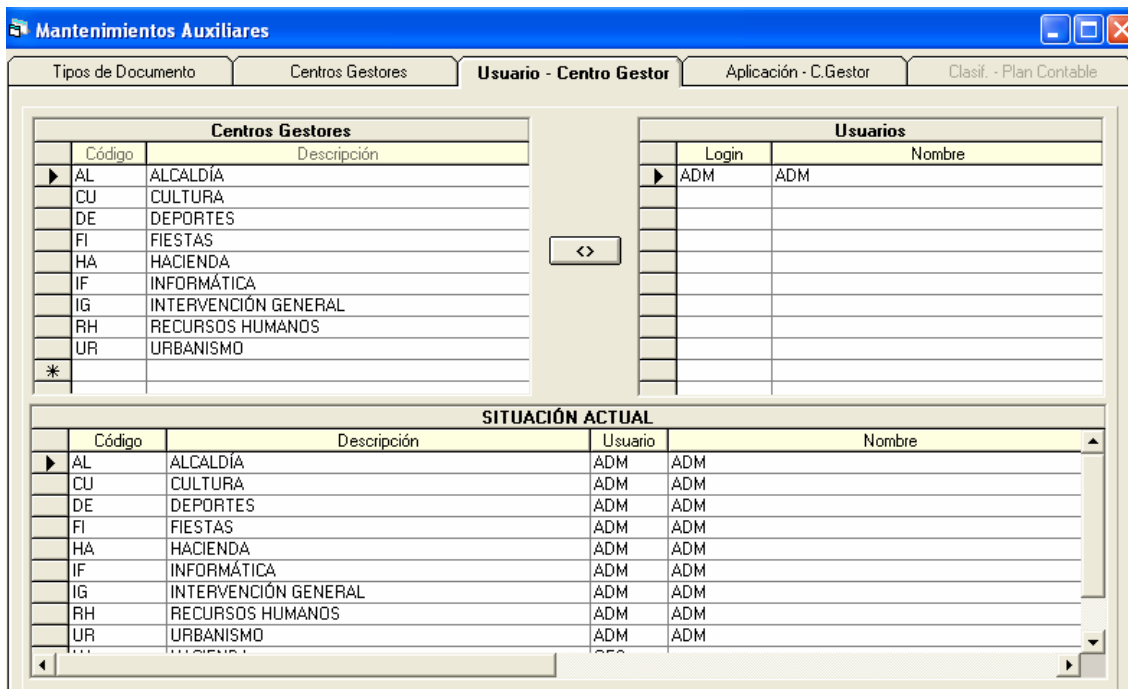 Mantenimientos Auxiliares
Tipos de Documento Centros Gestores Usuario - Centro Gestor Aplicación - C.Gestor Clasif. - Plan Contable
Centros Gestores
Código Descripción
AL ALCALDÍA
CU CULTURA
DE DEPORTES
FI FIESTAS
HA HACIENDA
IF INFORMÁTICA
IG INTERVENCIÓN GENERAL
RH RECURSOS HUMANOS
UR URBANISMO
<>
Usuarios
Login Nombre
ADM ADM
SITUACIÓN ACTUAL
Código Descripción Usuario Nombre
AL ALCALDÍA ADM ADM
CU CULTURA ADM ADM
DE DEPORTES ADM ADM
FI FIESTAS ADM ADM
HA HACIENDA ADM ADM
IF INFORMÁTICA ADM ADM
IG INTERVENCIÓN GENERAL ADM ADM
RH RECURSOS HUMANOS ADM ADM
UR URBANISMO ADM ADM